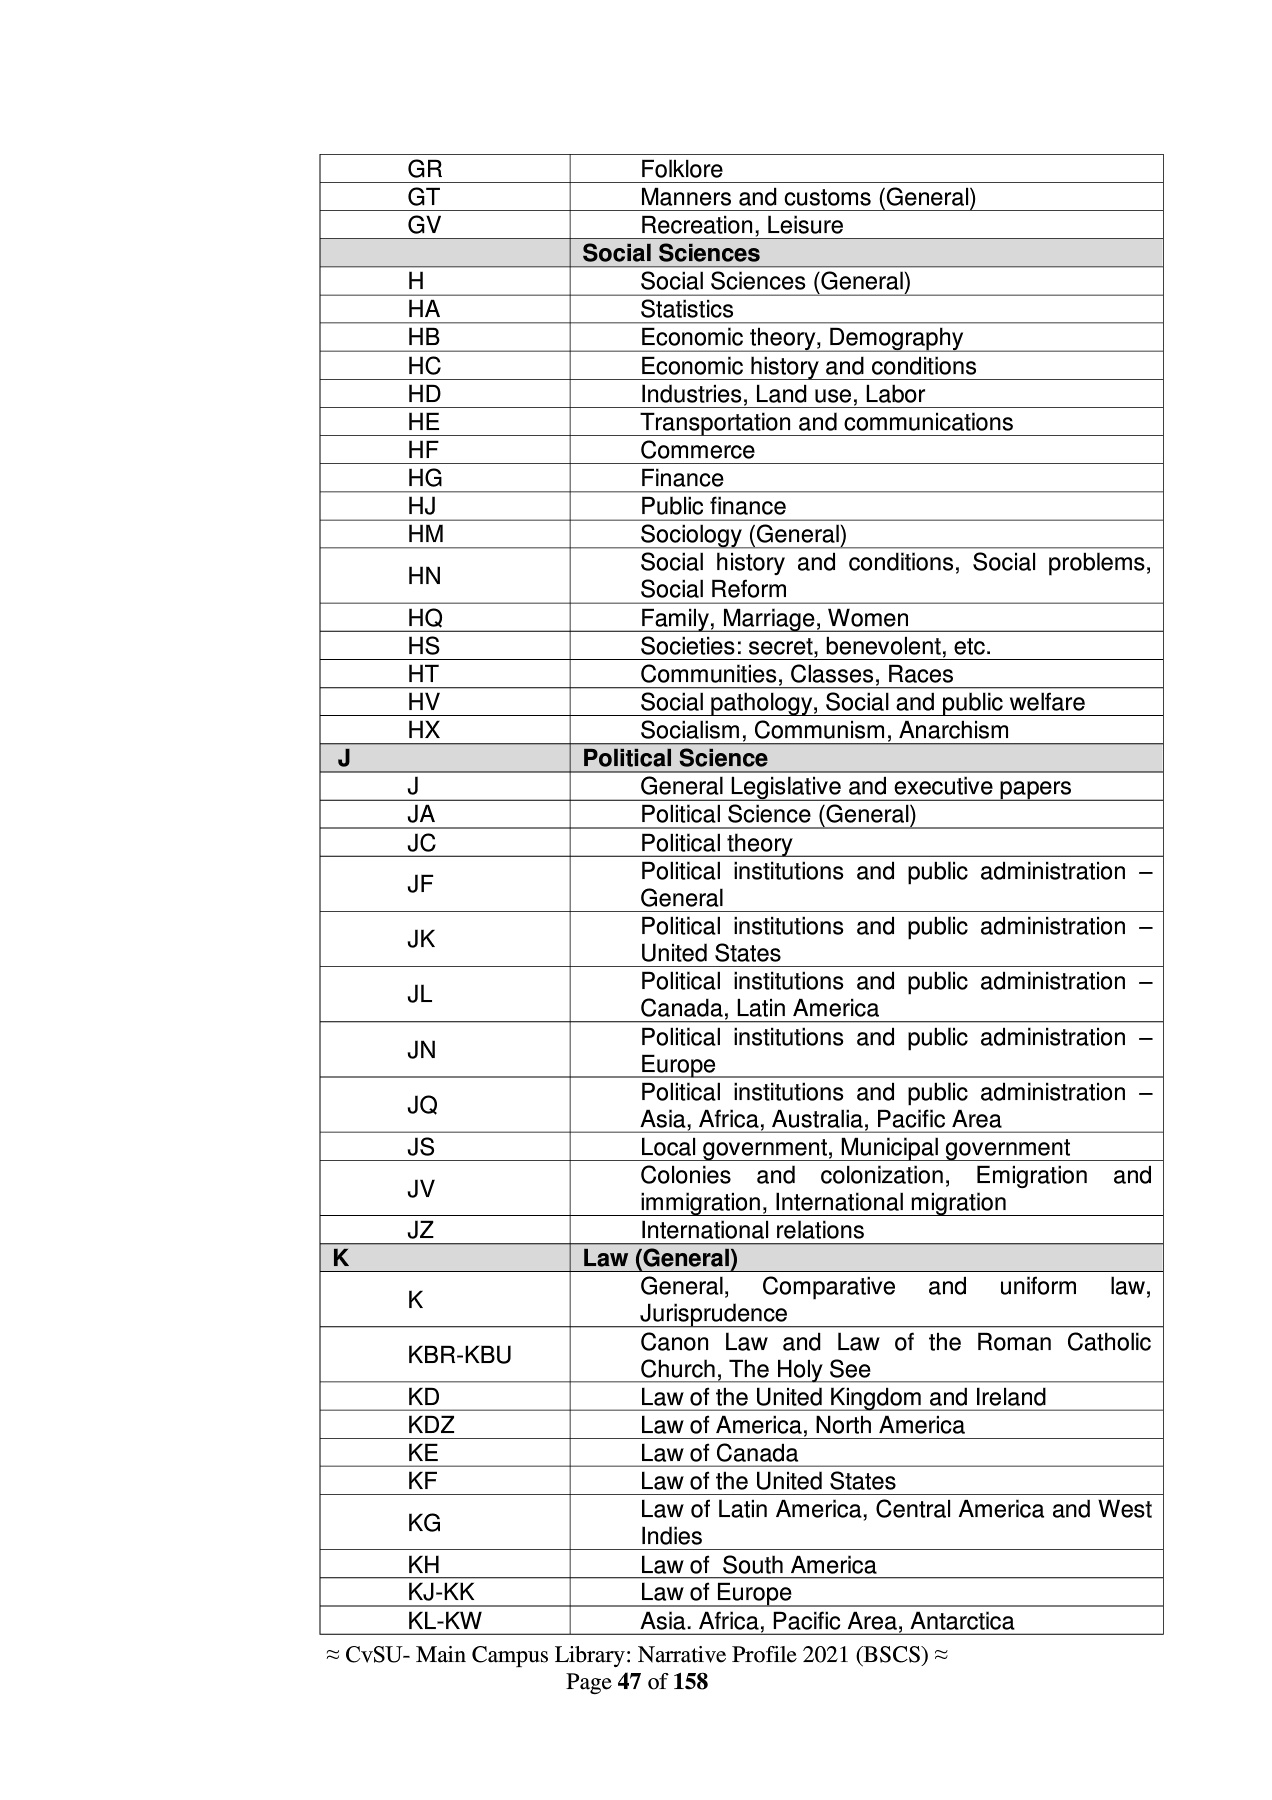 GR Folklore
GT Manners and customs (General)
GV Recreation, Leisure
Social Sciences
H Social Sciences (General)
HA Statistics
HB Economic theory, Demography
HC Economic history and conditions
HD Industries, Land use, Labor
HE Transportation and communications
HF Commerce
HG Finance
HJ Public finance
HM Sociology (General)
HN Social history and conditions, Social problems,
Social Reform
HQ Family, Marriage, Women
HS Societies: secret, benevolent, etc.
HT Communities, Classes, Races
HV Social pathology, Social and public welfare
HX Socialism, Communism, Anarchism
J Political Science
J General Legislative and executive papers
JA Political Science (General)
JC Political theory
JF Political institutions and public administration –
General
JK Political institutions and public administration –
United States
JL Political institutions and public administration –
Canada, Latin America
JN Political institutions and public administration –
Europe
JQ Political institutions and public administration –
Asia, Africa, Australia, Pacific Area
JS Local government, Municipal government
JV Colonies and colonization, Emigration and
immigration, International migration
JZ International relations
K Law (General)
K General, Comparative and uniform law,
Jurisprudence
KBR-KBU Canon Law and Law of the Roman Catholic
Church, The Holy See
KD Law of the United Kingdom and Ireland
KDZ Law of America, North America
KE Law of Canada
KF Law of the United States
KG Law of Latin America, Central America and West
Indies
KH Law of South America
KJ-KK Law of Europe
KL-KW Asia. Africa, Pacific Area, Antarctica
≈ CvSU- Main Campus Library: Narrative Profile 2021 (BSCS) ≈
Page 47 of 158